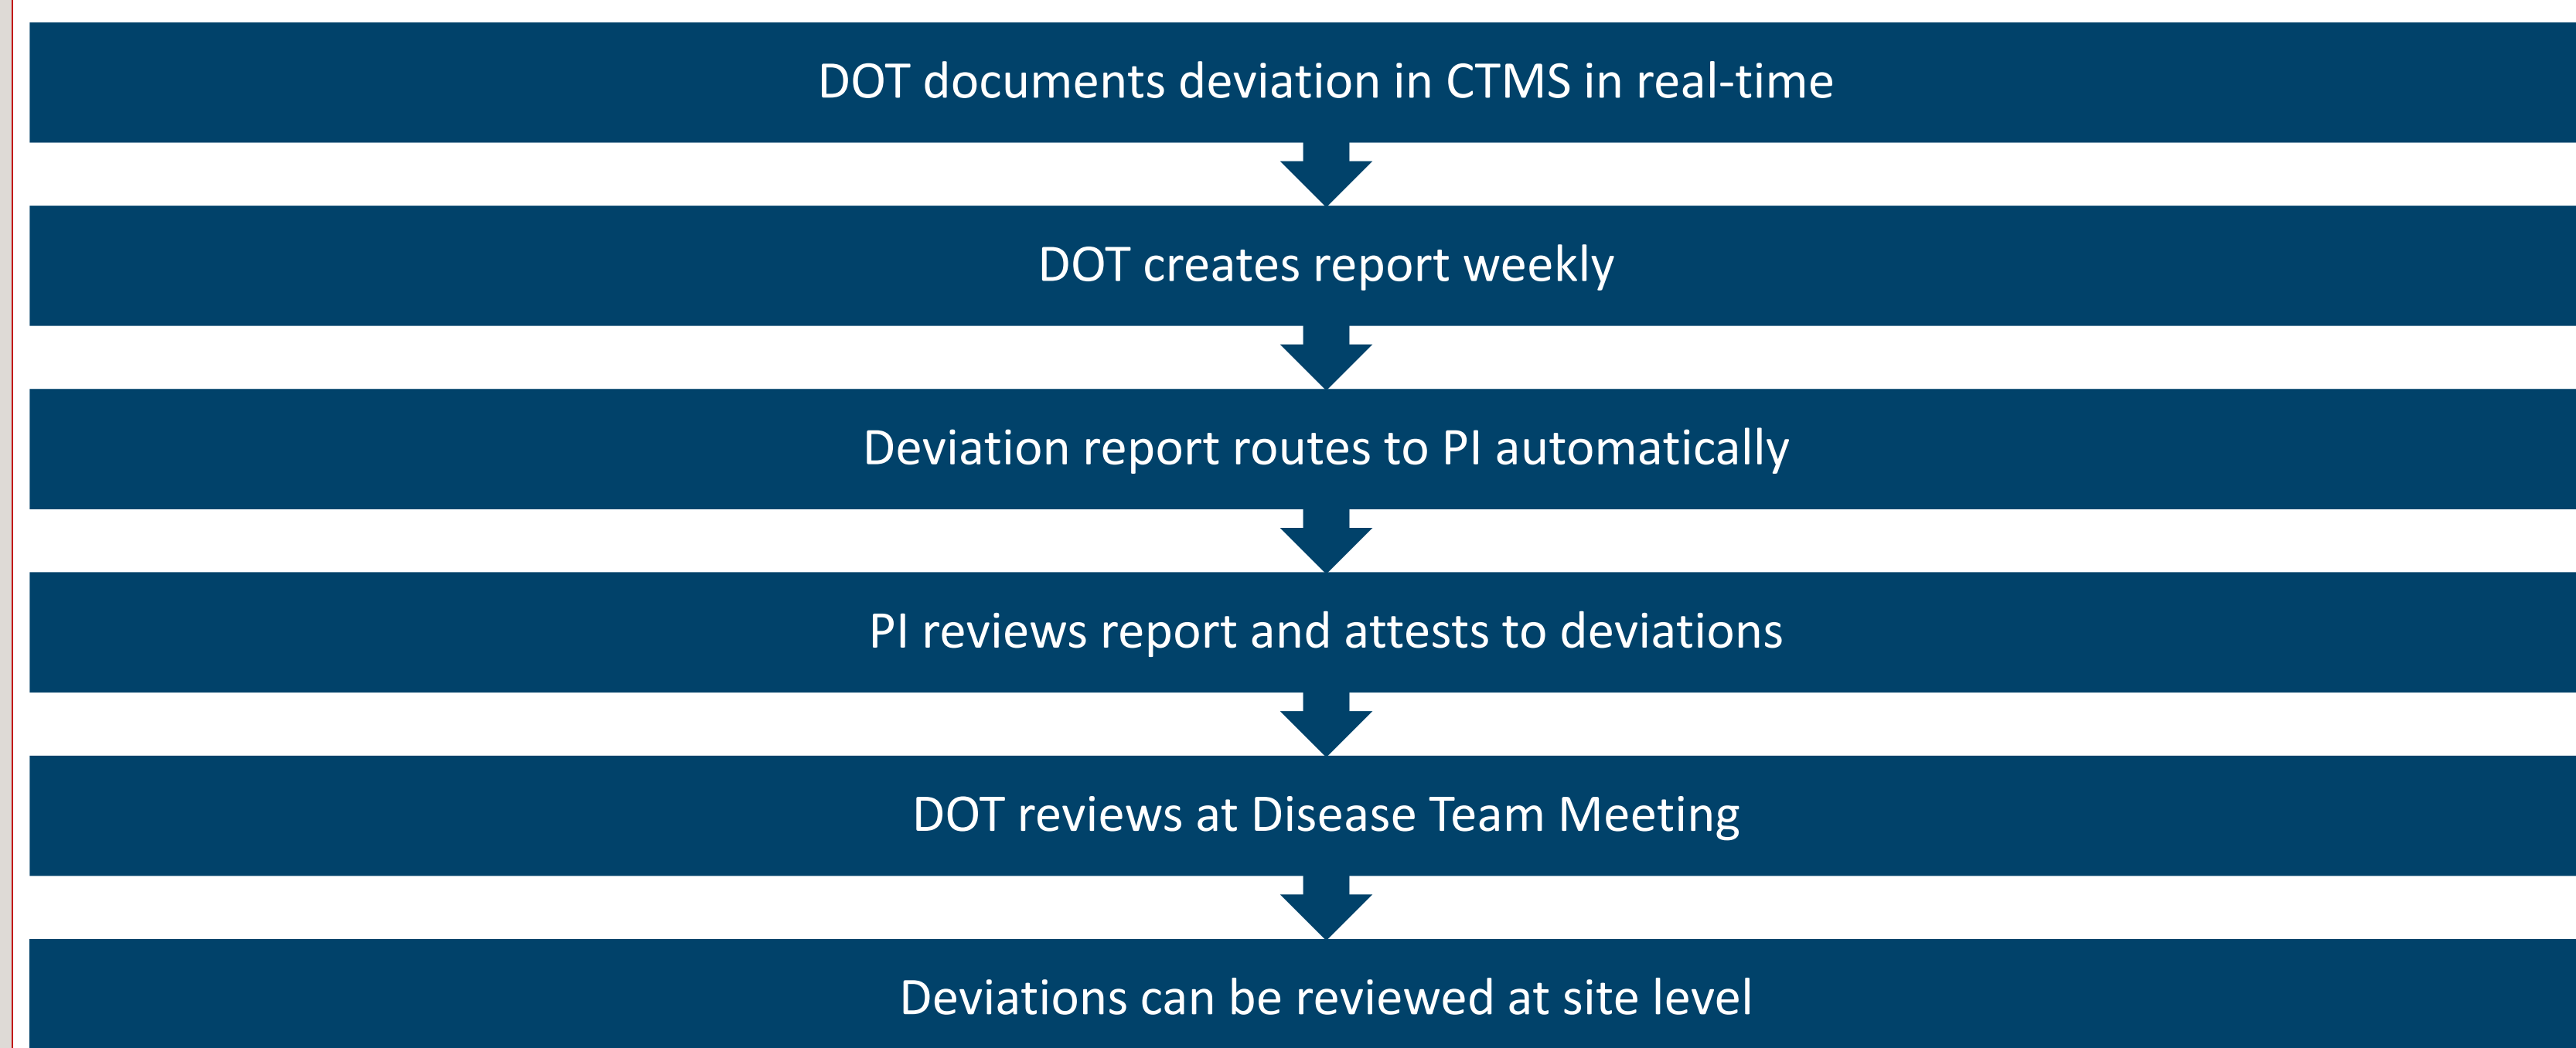 DOT documents deviation in CTMS in real-time
DOT creates report weekly
Deviation report routes to PI automatically
PI reviews report and attests to deviations
DOT reviews at Disease Team Meeting
Deviations can be reviewed at site level